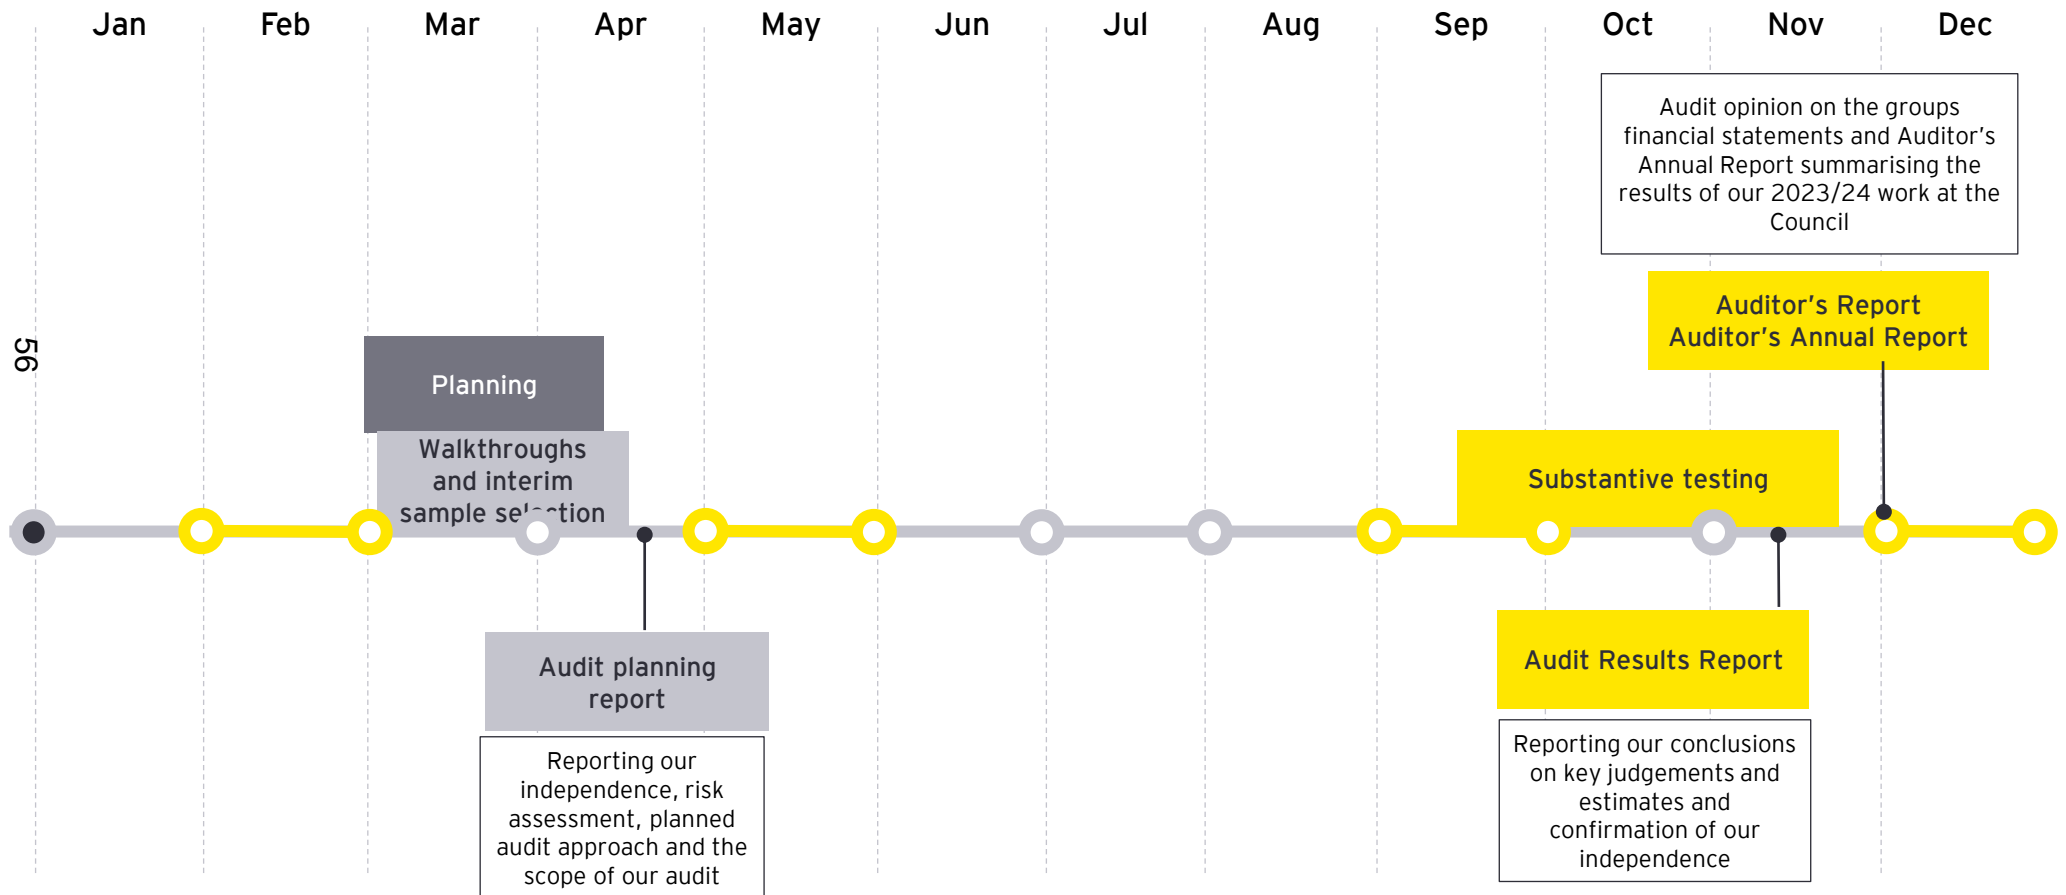 Jan Feb Mar Apr May Jun Jul Aug Sep Oct Nov Dec
Audit opinion on the groups
financial statements and Auditor’s
Annual Report summarising the
results of our 2023/24 work at the
Council
Auditor’s Report
Auditor’s Annual Report
56
Planning
Walkthroughs
and interim
sample selection
Substantive testing
Audit planning
report
Reporting our
independence, risk
assessment, planned
audit approach and the
scope of our audit
Audit Results Report
Reporting our conclusions
on key judgements and
estimates and
confirmation of our
independence